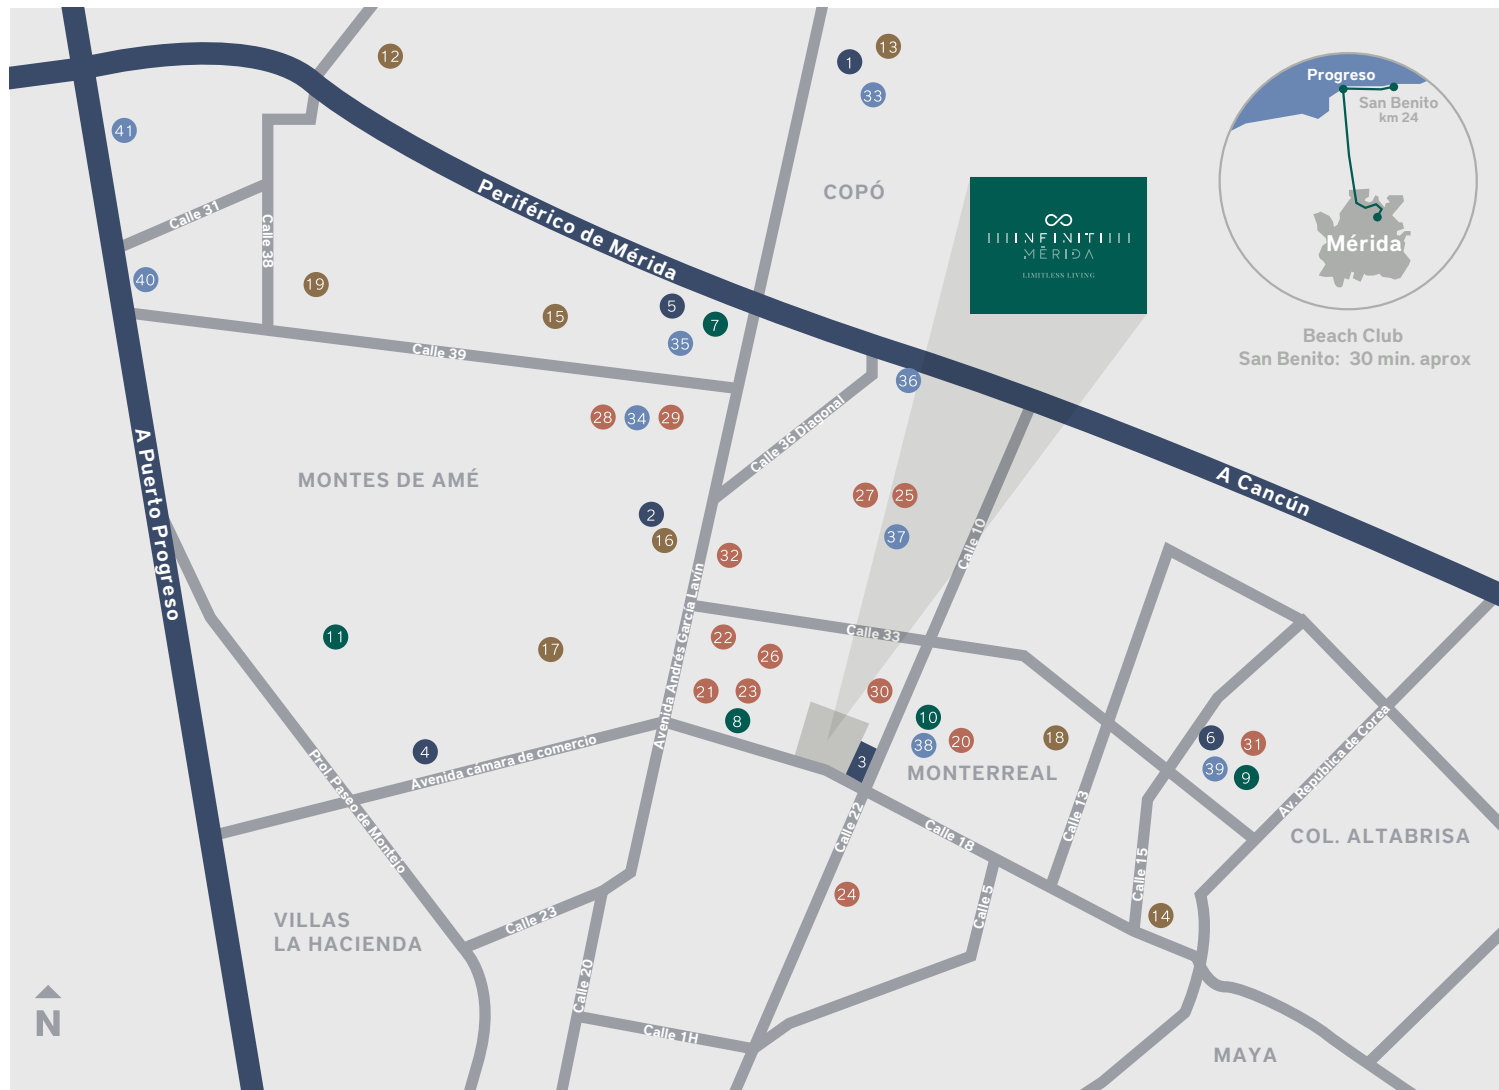 12
13
1
33
41
Progreso
San Benito
km 24
Mérida
Beach Club
San Benito: 30 min. aprox
COPÓ
INFINITI
MĒRIDA
LIMITLESS LIVING
Periférico de Mérida
Calle 31
Calle 38
40
19
15
5
7
35
Calle 39
36
28
34
29
Calle 36 Diagonal
A Puerto Progreso
MONTES DE AMÉ
A Cancún
27
25
2
16
37
32
Calle 10
Avenida Andrés García Lavín
Calle 33
11
17
22
26
21
23
30
8
10
38
20
18
6
31
39
9
4
3
MONTERREAL
Avenida cámara de comercio
Prol. Paseo de Montejo
Av. República de Corea
Calle 22
Calle 18
Calle 13
COL. ALTABRISA
Calle 15
24
Calle 5
14
VILLAS
LA HACIENDA
Calle 23
Calle 20
Calle 1H
N
MAYA